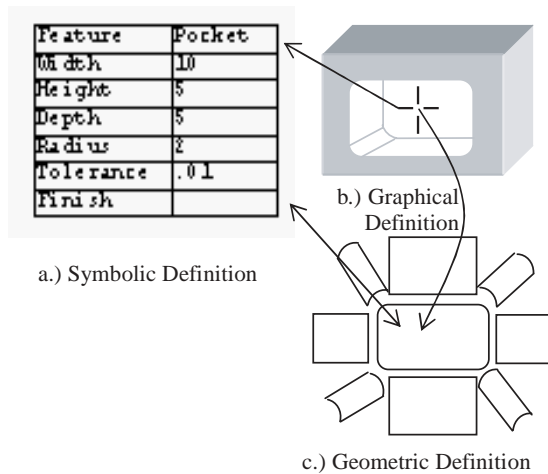 Feature Pocket
Width 10
Height 5
Depth 5
Radius 2
Tolerance .01
Finish
a.) Symbolic Definition
b.) Graphical
Definition
c.) Geometric Definition